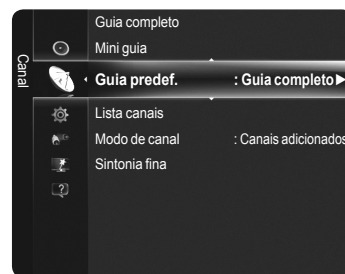 Canal
Guia completo
Mini guia
Guia predef. : Guia completo
Lista canais
Modo de canal : Canais adicionados
Sintonia fina